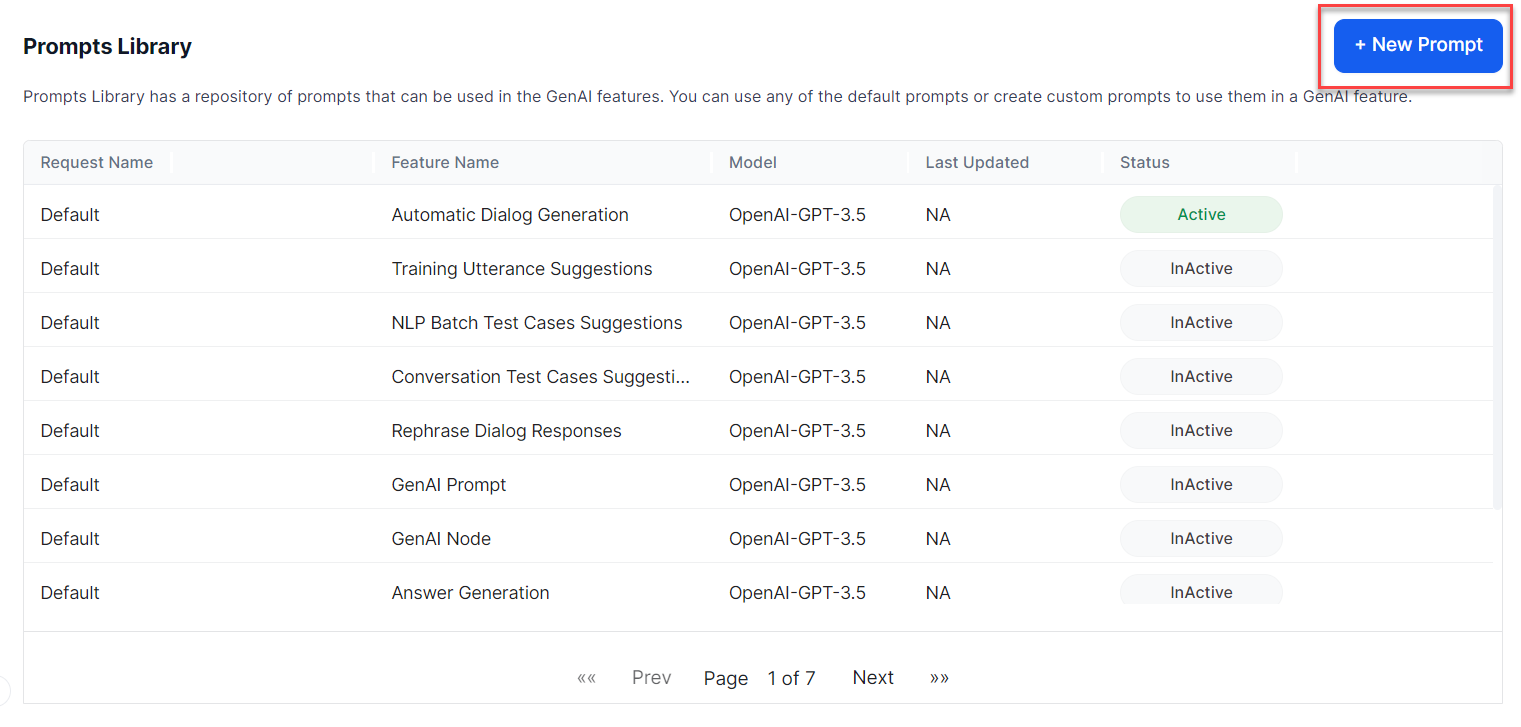 Prompts Library
+ New Prompt
Prompts Library has a repository of prompts that can be used in the GenAI features. You can use any of the default prompts or create custom prompts to use them in a GenAI feature.
Request Name Feature Name Model Last Updated Status
Default Automatic Dialog Generation OpenAI-GPT-3.5 NA Active
Default Training Utterance Suggestions OpenAI-GPT-3.5 NA InActive
Default NLP Batch Test Cases Suggestions OpenAI-GPT-3.5 NA InActive
Default Conversation Test Cases Suggesti... OpenAI-GPT-3.5 NA InActive
Default Rephrase Dialog Responses OpenAI-GPT-3.5 NA InActive
Default GenAI Prompt OpenAI-GPT-3.5 NA InActive
Default GenAI Node OpenAI-GPT-3.5 NA InActive
Default Answer Generation OpenAI-GPT-3.5 NA InActive
«« Prev Page 1 of 7 Next »»